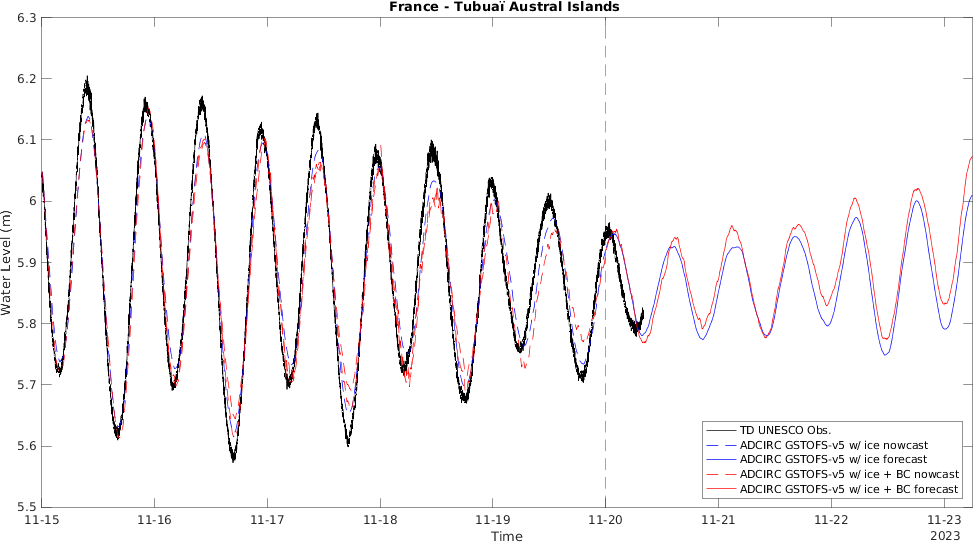 France - Tubuaï Austral Islands
6.3
6.2
6.1
6
5.9
5.8
5.7
5.6
5.5
Water Level (m)
TD UNESCO Obs.
ADCIRC GSTOFS-v5 w/ ice nowcast
ADCIRC GSTOFS-v5 w/ ice forecast
ADCIRC GSTOFS-v5 w/ ice + BC nowcast
ADCIRC GSTOFS-v5 w/ ice + BC forecast
11-15 11-16 11-17 11-18 11-19 11-20 11-21 11-22 11-23
Time
2023